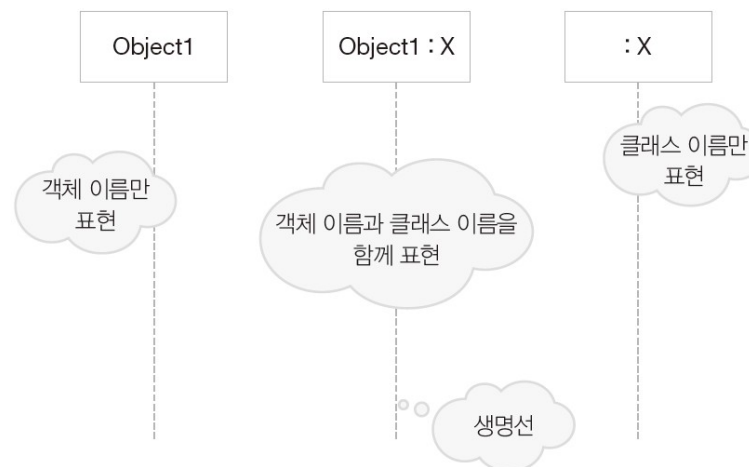 Object1
Object1 : X
: X
클래스 이름만
표현
객체 이름만
표현
객체 이름과 클래스 이름을
함께 표현
생명선